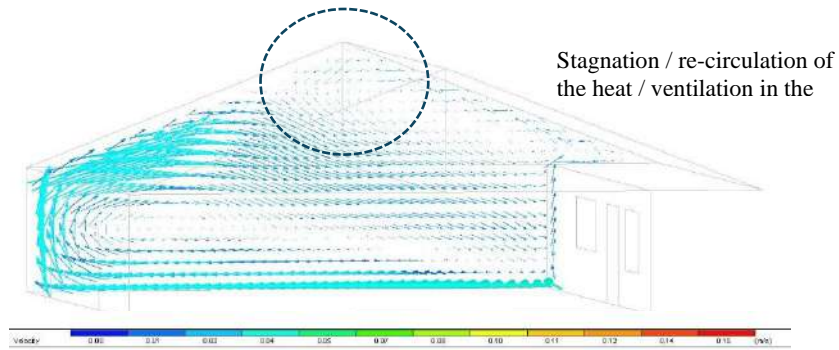 Stagnation / re-circulation of
the heat / ventilation in the
Velocity 0.00 0.01 0.03 0.04 0.05 0.07 0.08 0.10 0.11 0.12 0.14 0.15 (m/s)